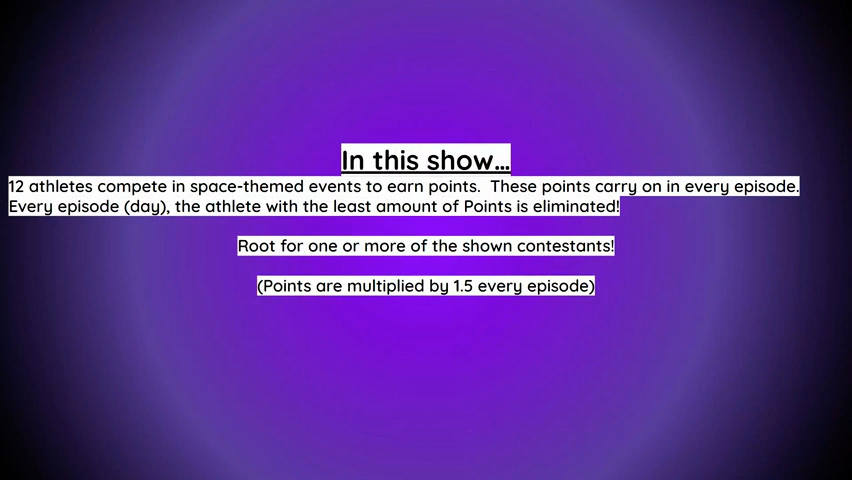 In this show...
12 athletes compete in space-themed events to earn points.  These points carry on in every episode.
Every episode (day), the athlete with the least amount of Points is eliminated!
Root for one or more of the shown contestants!
(Points are multiplied by 1.5 every episode)